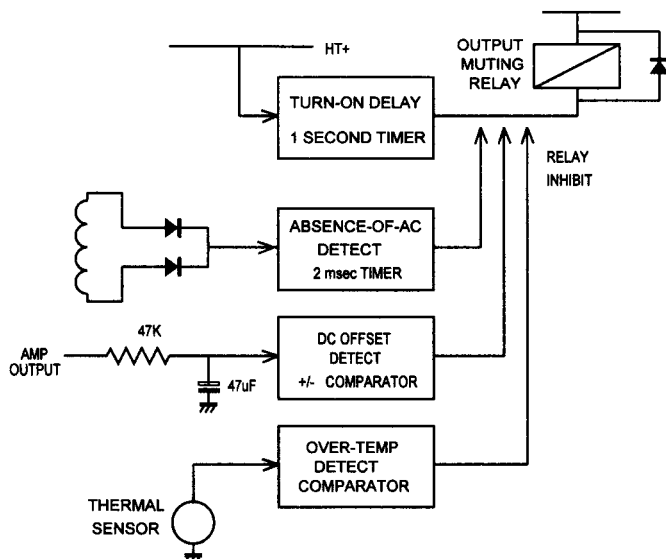 HT+
OUTPUT
MUTING
RELAY
TURN-ON DELAY
1 SECOND TIMER
RELAY
INHIBIT
ABSENCE-OF-AC
DETECT
2 msec TIMER
47K
AMP
OUTPUT
47uF
DC OFFSET
DETECT
+/- COMPARATOR
OVER-TEMP
DETECT
COMPARATOR
THERMAL
SENSOR